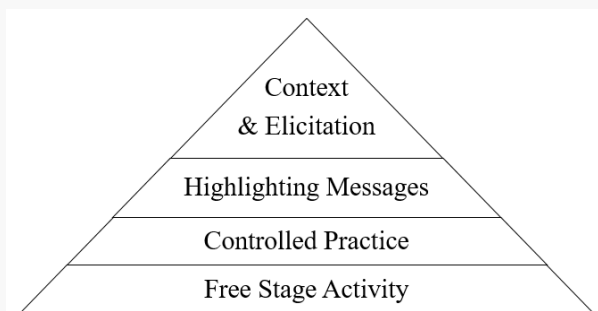 Context
& Elicitation
Highlighting Messages
Controlled Practice
Free Stage Activity